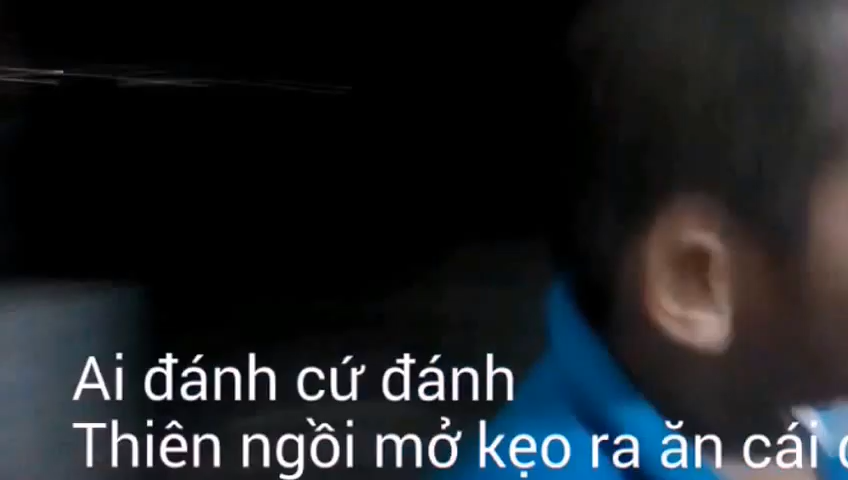 Ai đánh cứ đánh
Thiên ngồi mở kẹo ra ăn cái